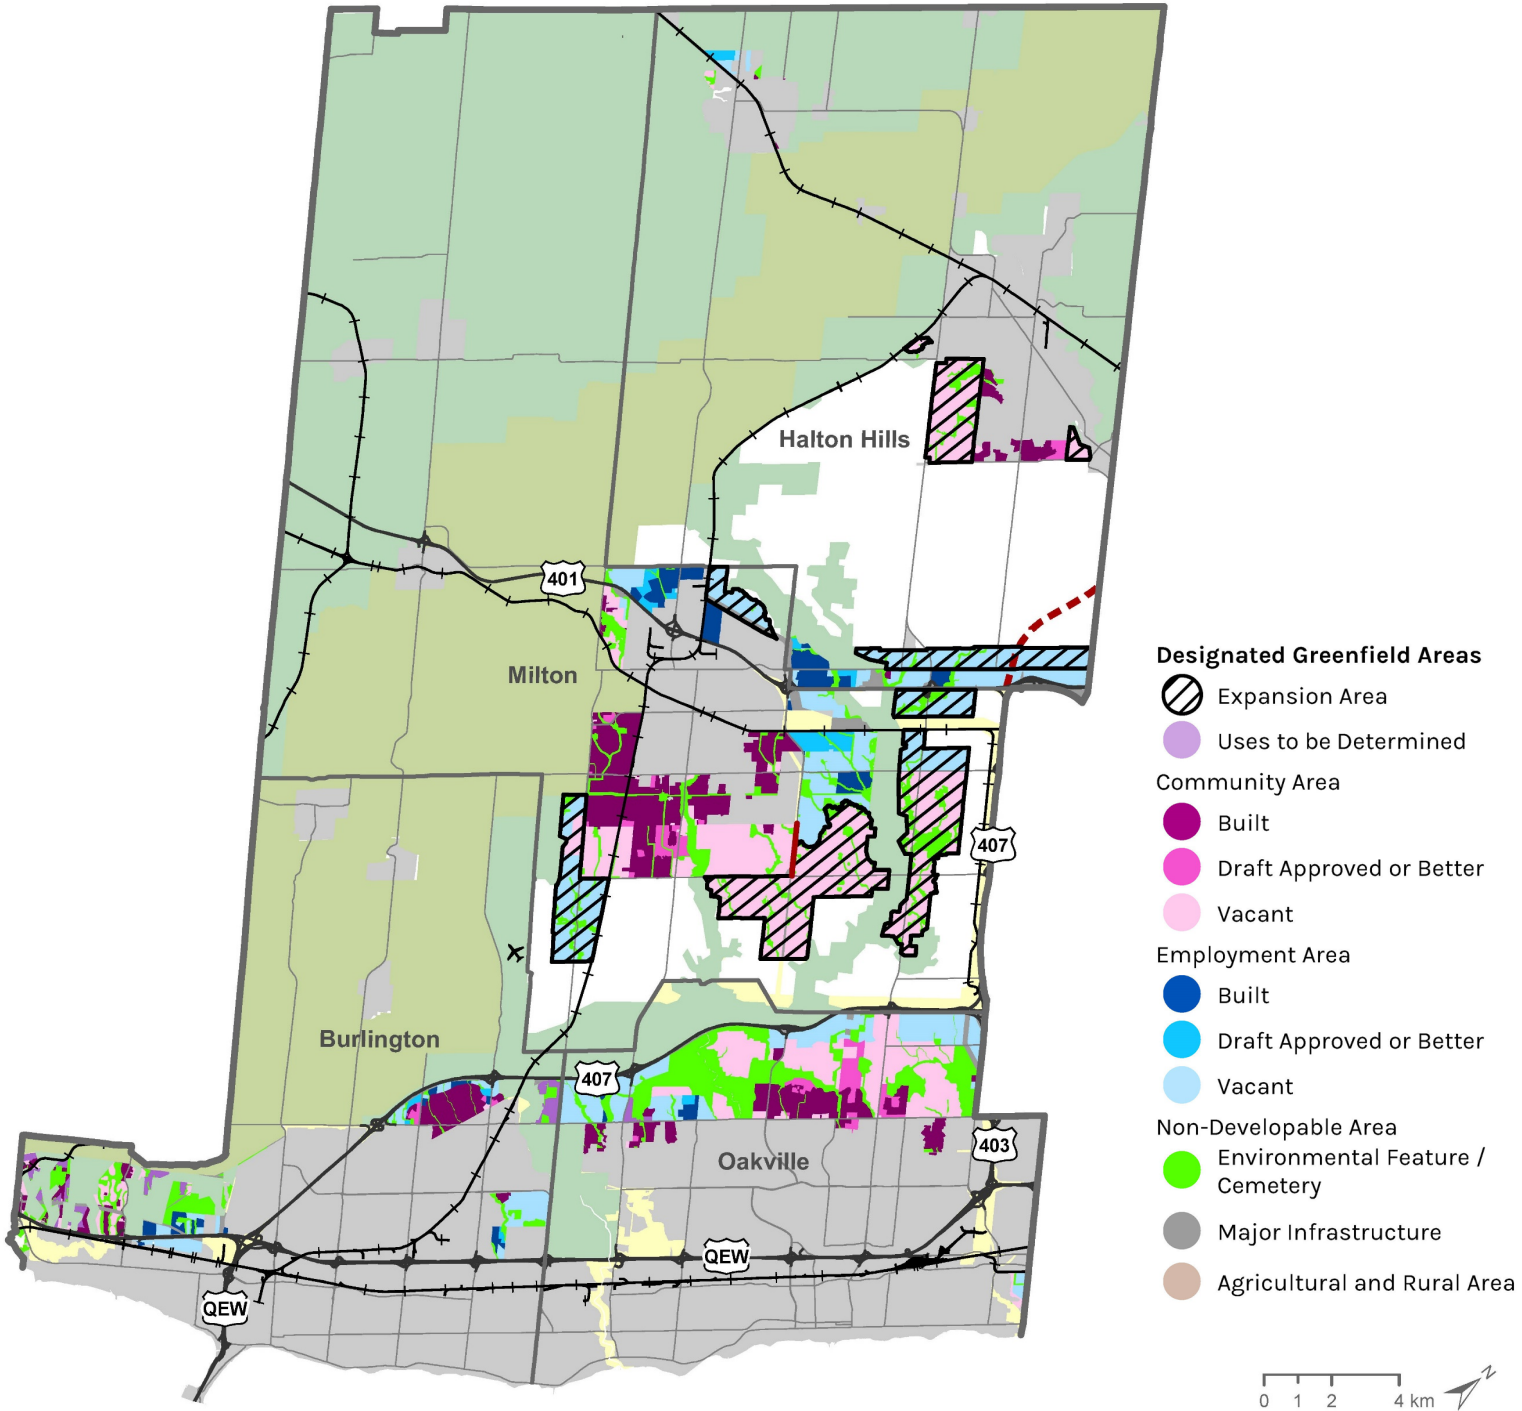 Halton Hills
401
Milton
407
Burlington
407
403
Oakville
QEW
QEW
Designated Greenfield Areas
Expansion Area
Uses to be Determined
Community Area
Built
Draft Approved or Better
Vacant
Employment Area
Built
Draft Approved or Better
Vacant
Non-Developable Area
Environmental Feature /
Cemetery
Major Infrastructure
Agricultural and Rural Area
0 1 2 4 km
N